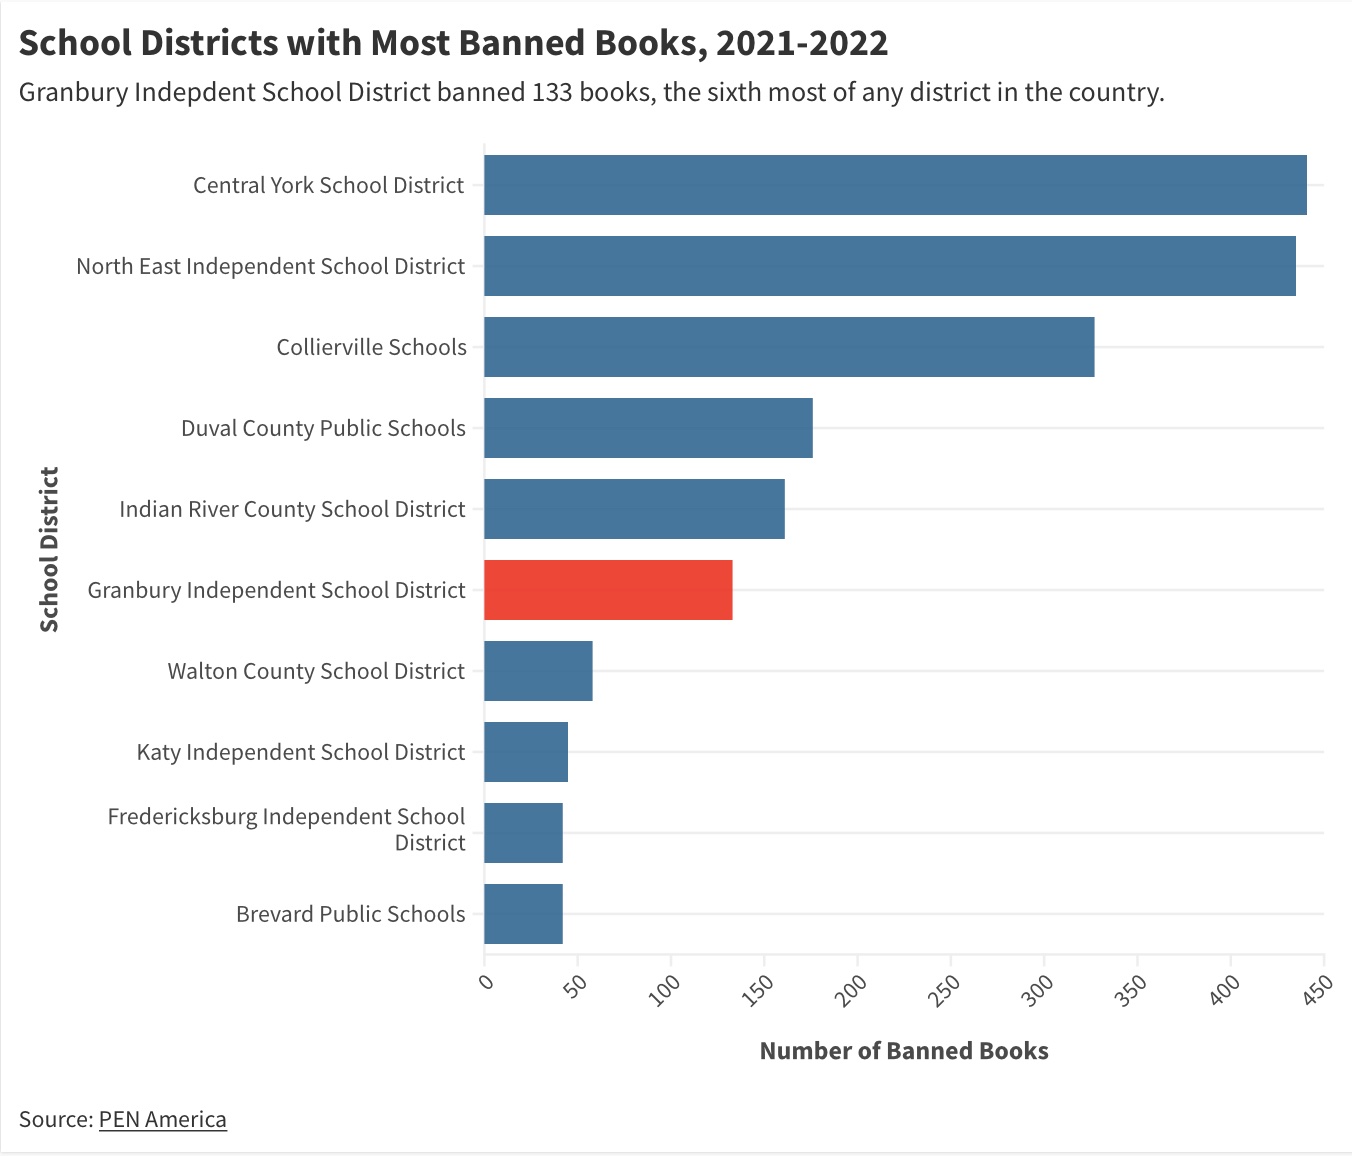 School Districts with Most Banned Books, 2021-2022
Granbury Indepdent School District banned 133 books, the sixth most of any district in the country.
School District
Central York School District
North East Independent School District
Collierville Schools
Duval County Public Schools
Indian River County School District
Granbury Independent School District
Walton County School District
Katy Independent School District
Fredericksburg Independent School
District
Brevard Public Schools
0 50 100 150 200 250 300 350 400 450
Number of Banned Books
Source: PEN America